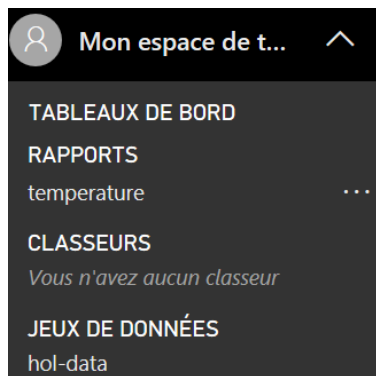 Mon espace de t...
TABLEAUX DE BORD
RAPPORTS
temperature ...
CLASSEURS
Vous n'avez aucun classeur
JEUX DE DONNÉES
hol-data